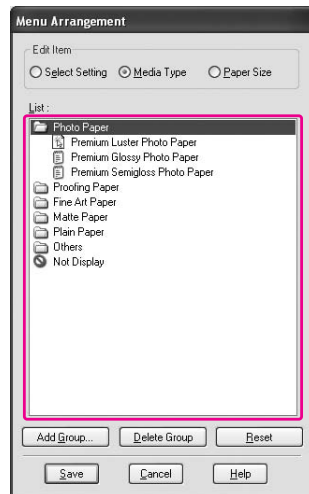 Menu Arrangement
Edit Item
Select Setting Media Type Paper Size
List :
Photo Paper
Premium Luster Photo Paper
Premium Glossy Photo Paper
Premium Semigloss Photo Paper
Proofing Paper
Fine Art Paper
Matte Paper
Plain Paper
Others
Not Display
Add Group... Delete Group Reset
Save Cancel Help